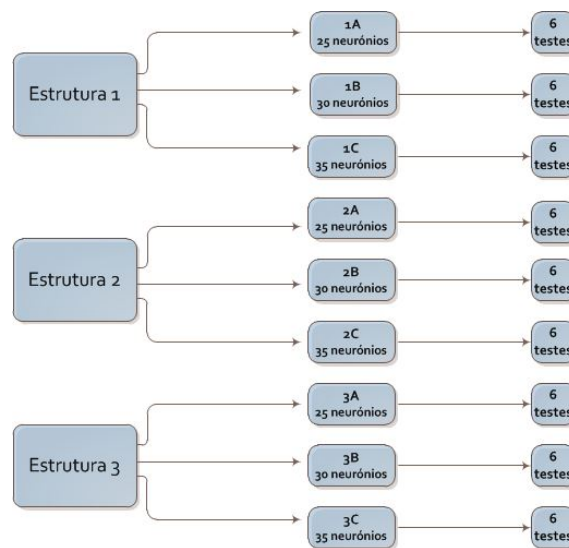 Estrutura 1
1A
25 neurónios
6
testes
1B
30 neurónios
6
testes
1C
35 neurónios
6
testes
Estrutura 2
2A
25 neurónios
6
testes
2B
30 neurónios
6
testes
2C
35 neurónios
6
testes
Estrutura 3
3A
25 neurónios
6
testes
3B
30 neurónios
6
testes
3C
35 neurónios
6
testes